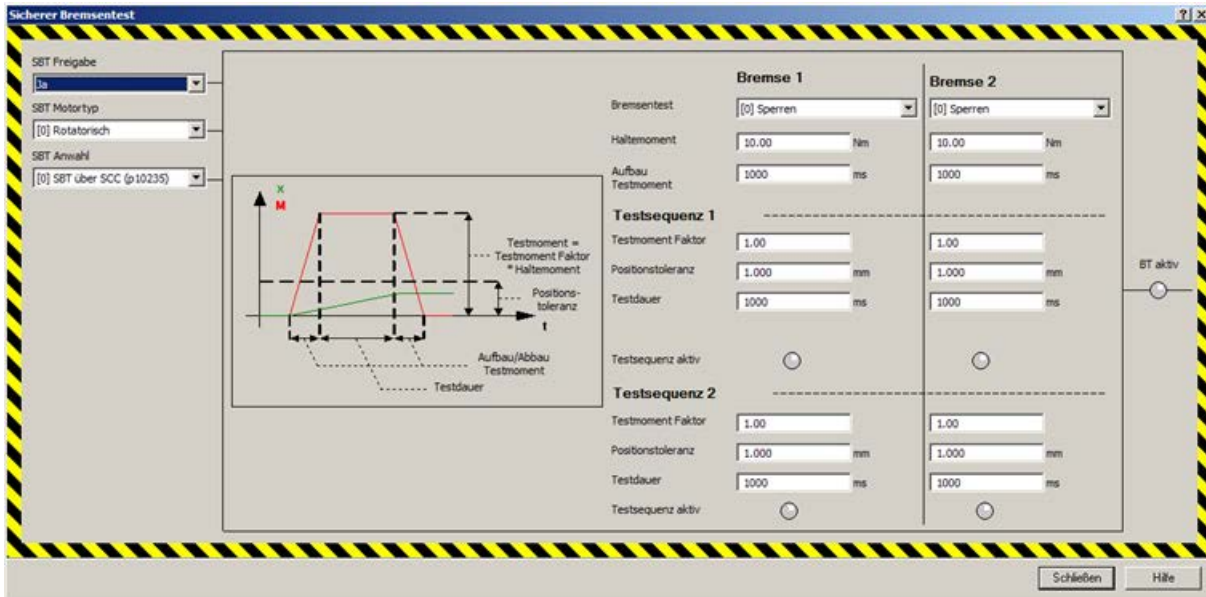 Sicherer Bremsentest
SBT Freigabe
Ja
SBT Motortyp
[0] Rotatorisch
SBT Anwahl
[0] SBT über SCC (p10235)
X
M
Testmoment =
Testmoment Faktor
* Haltemoment
Positions-
toleranz
t
Aufbau/Abbau
Testmoment
Testdauer
Bremse 1 Bremse 2
Bremsentest [0] Sperren [0] Sperren
Haltemoment 10.00 Nm 10.00 Nm
Aufbau
Testmoment 1000 ms 1000 ms
Testsequenz 1
Testmoment Faktor 1.00 1.00
Positionstoleranz 1.000 mm 1.000 mm
Testdauer 1000 ms 1000 ms
Testsequenz aktiv
Testsequenz 2
Testmoment Faktor 1.00 1.00
Positionstoleranz 1.000 mm 1.000 mm
Testdauer 1000 ms 1000 ms
Testsequenz aktiv
BT aktiv
Schließen Hilfe